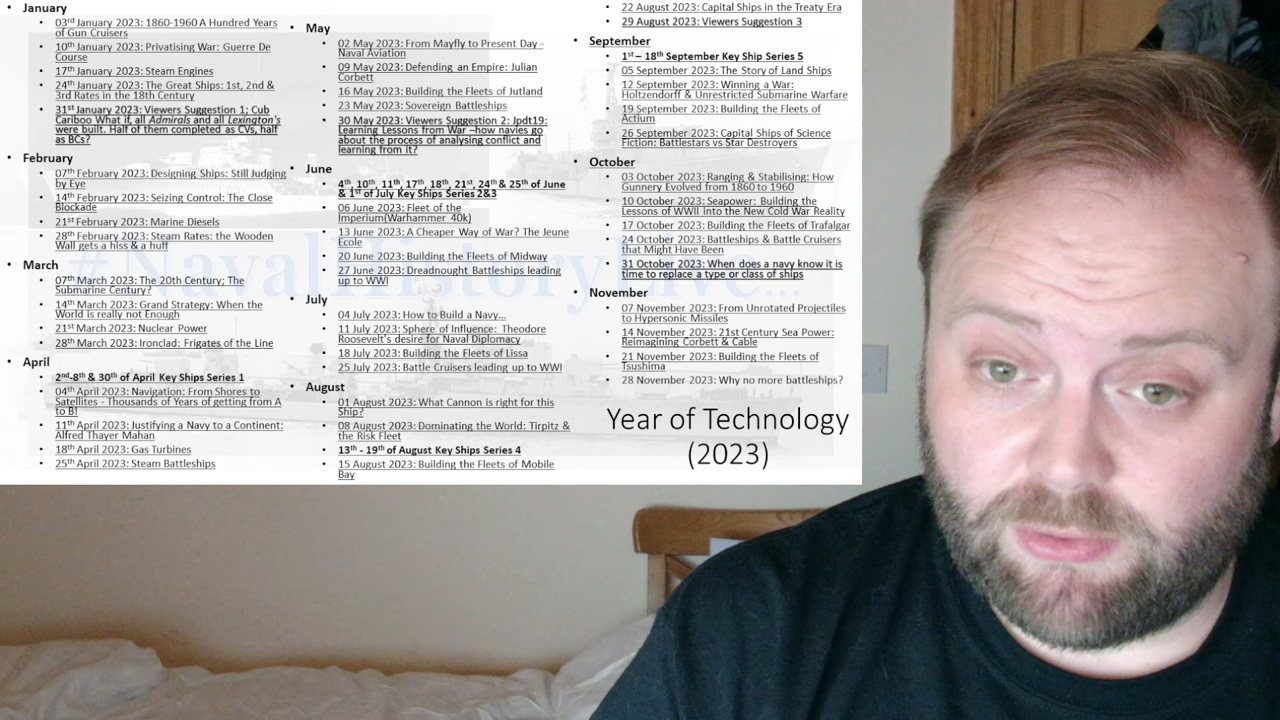 January
03rd January 2023: 1860-1960 A Hundred Years
of Gun Cruisers
10th January 2023: Privatising War: Guerre De
Course
17th January 2023: Steam Engines
24th January 2023: The Great Ships: 1st, 2nd &
3rd Rates in the 18th Century
31st January 2023: Viewers Suggestion 1; Cub
Cariboo What if, all Admirals and all Lexington's
were built. Half of them completed as CVs, half
as BCs?
February
07th February 2023: Designing Ships: Still Judging
by Eye
14th February 2023: Seizing Control: The Close
Blockade
21st February 2023: Marine Diesels
28th February 2023: Steam Rates: the Wooden
Wall gets a hiss & a huff
March
07th March 2023: The 20th Century; The
Submarine Century?
14th March 2023: Grand Strategy: When the
World is really not Enough
21st March 2023: Nuclear Power
28th March 2023: Ironclad: Frigates of the Line
April
2nd-8th & 30th of April Key Ships Series 1
04th April 2023: Navigation: From Shores to
Satellites - Thousands of Years of getting from A
to B!
11th April 2023: Justifying a Navy to a Continent:
Alfred Thayer Mahan
18th April 2023: Gas Turbines
25th April 2023: Steam Battleships
May
02 May 2023: From Mayfly to Present Day -
Naval Aviation
09 May 2023: Defending an Empire: Julian
Corbett
16 May 2023: Building the Fleets of Jutland
23 May 2023: Sovereign Battleships
30 May 2023: Viewers Suggestion 2: Jpdt19:
Learning Lessons from War –how navies go
about the process of analysing conflict and
learning from it?
June
4th, 10th, 11th, 17th, 18th, 21st, 24th & 25th of June
& 1st of July Key Ships Series 2&3
06 June 2023: Fleet of the
Imperium(Warhammer 40k)
13 June 2023: A Cheaper Way of War? The Jeune
Ecole
20 June 2023: Building the Fleets of Midway
27 June 2023: Dreadnought Battleships leading
up to WWI
July
04 July 2023: How to Build a Navy...
11 July 2023: Sphere of Influence: Theodore
Roosevelt's desire for Naval Diplomacy
18 July 2023: Building the Fleets of Lissa
25 July 2023: Battle Cruisers leading up to WWI
August
01 August 2023: What Cannon is right for this
Ship?
08 August 2023: Dominating the World: Tirpitz &
the Risk Fleet
13th - 19th of August Key Ships Series 4
15 August 2023: Building the Fleets of Mobile
Bay
22 August 2023: Capital Ships in the Treaty Era
29 August 2023: Viewers Suggestion 3
September
1st – 18th September Key Ship Series 5
05 September 2023: The Story of Land Ships
12 September 2023: Winning a War:
Holtzendorff & Unrestricted Submarine Warfare
19 September 2023: Building the Fleets of
Actium
26 September 2023: Capital Ships of Science
Fiction: Battlestars vs Star Destroyers
October
03 October 2023: Ranging & Stabilising: How
Gunnery Evolved from 1860 to 1960
10 October 2023: Seapower: Building the
Lessons of WWII into the New Cold War Reality
17 October 2023: Building the Fleets of Trafalgar
24 October 2023: Battleships & Battle Cruisers
that Might Have Been
31 October 2023: When does a navy know it is
time to replace a type or class of ships
November
07 November 2023: From Unrotated Projectiles
to Hypersonic Missiles
14 November 2023: 21st Century Sea Power:
Reimagining Corbett & Cable
21 November 2023: Building the Fleets of
Tsushima
28 November 2023: Why no more battleships?
Year of Technology
(2023)
#NavalHistoryLive...